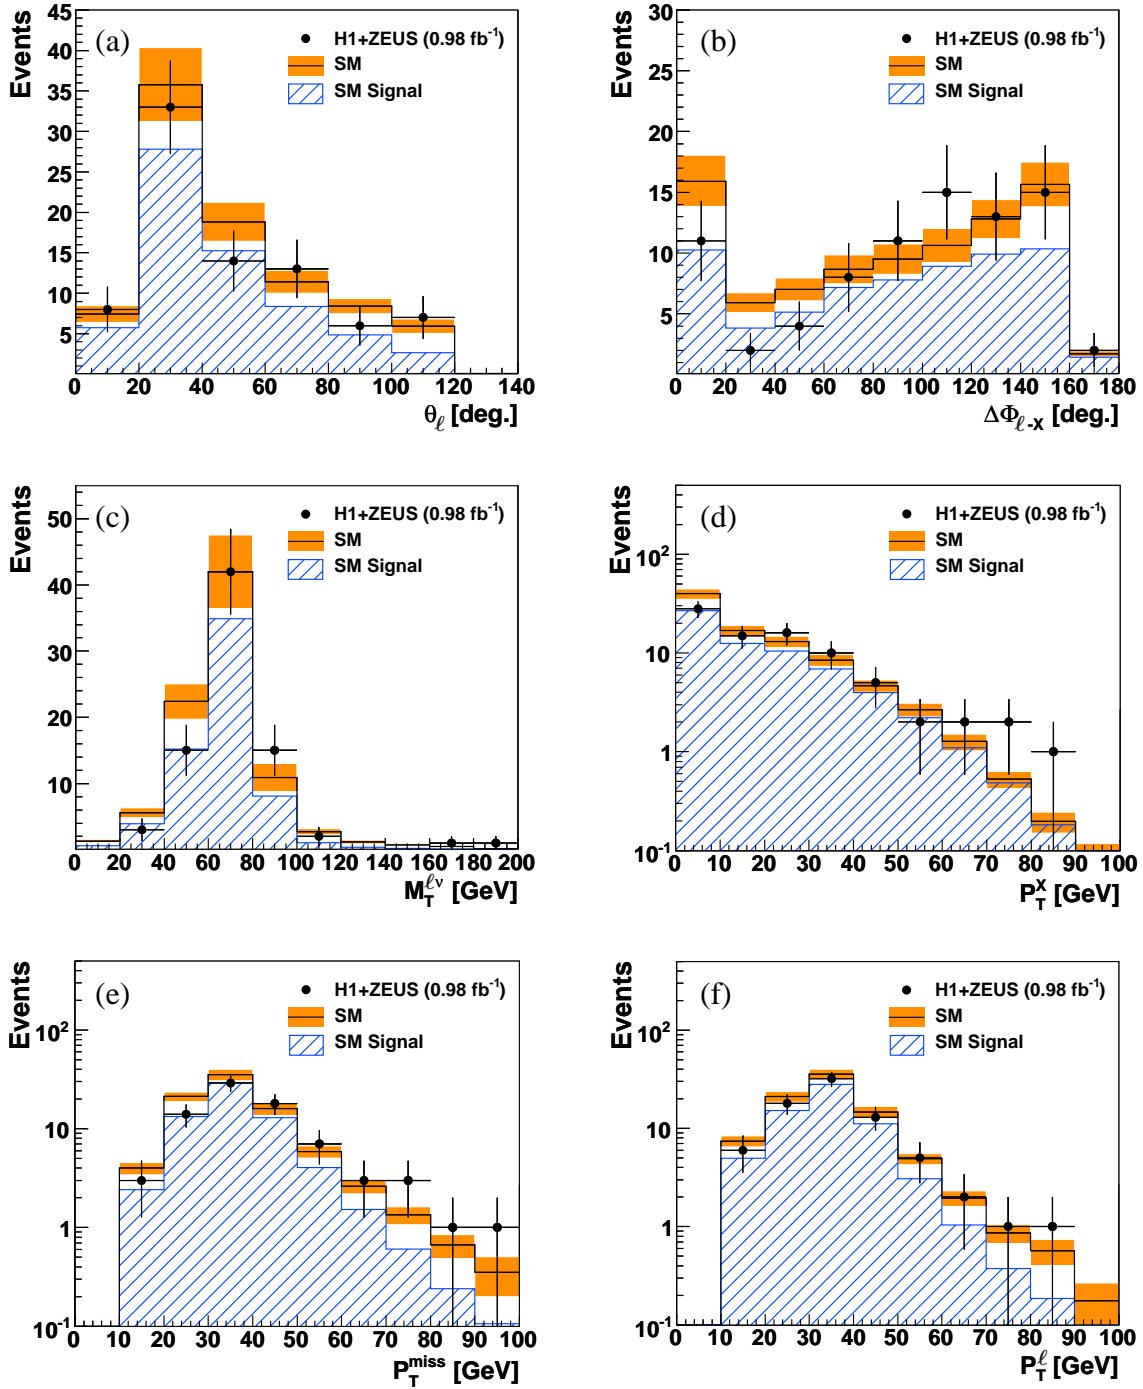 (a)
Events
H1+ZEUS (0.98 fb⁻¹)
SM
SM Signal
45
40
35
30
25
20
15
10
5
0 20 40 60 80 100 120 140
θ_ℓ [deg.]
(b)
Events
H1+ZEUS (0.98 fb⁻¹)
SM
SM Signal
30
25
20
15
10
5
0 20 40 60 80 100 120 140 160 180
ΔΦ_ℓ-X [deg.]
(c)
Events
H1+ZEUS (0.98 fb⁻¹)
SM
SM Signal
50
40
30
20
10
0 20 40 60 80 100 120 140 160 180 200
M_T^ℓν [GeV]
(d)
Events
H1+ZEUS (0.98 fb⁻¹)
SM
SM Signal
10²
10
1
10⁻¹
0 10 20 30 40 50 60 70 80 90 100
P_T^X [GeV]
(e)
Events
H1+ZEUS (0.98 fb⁻¹)
SM
SM Signal
10²
10
1
10⁻¹
0 10 20 30 40 50 60 70 80 90 100
P_T^miss [GeV]
(f)
Events
H1+ZEUS (0.98 fb⁻¹)
SM
SM Signal
10²
10
1
10⁻¹
0 10 20 30 40 50 60 70 80 90 100
P_T^ℓ [GeV]